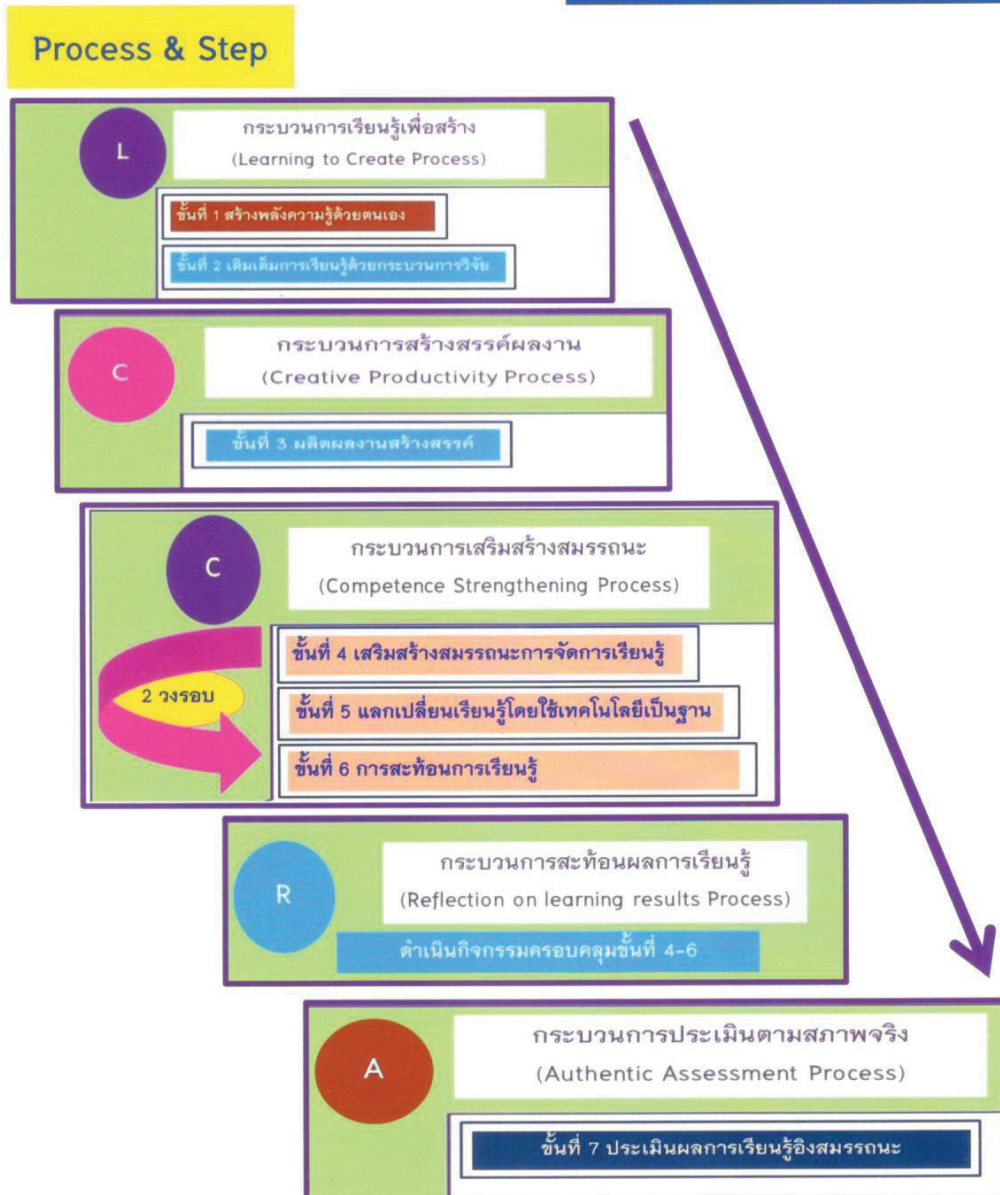 Process & Step
L
กระบวนการเรียนรู้เพื่อสร้าง
(Learning to Create Process)
ขั้นที่ 1 สร้างพลังความรู้ด้วยตนเอง
ขั้นที่ 2 เติมเต็มการเรียนรู้ด้วยกระบวนการวิจัย
C
กระบวนการสร้างสรรค์ผลงาน
(Creative Productivity Process)
ขั้นที่ 3 ผลิตผลงานสร้างสรรค์
C
กระบวนการเสริมสร้างสมรรถนะ
(Competence Strengthening Process)
2 วงรอบ
ขั้นที่ 4 เสริมสร้างสมรรถนะการจัดการเรียนรู้
ขั้นที่ 5 แลกเปลี่ยนเรียนรู้โดยใช้เทคโนโลยีเป็นฐาน
ขั้นที่ 6 การสะท้อนการเรียนรู้
R
กระบวนการสะท้อนผลการเรียนรู้
(Reflection on learning results Process)
ดำเนินกิจกรรมครอบคลุมขั้นที่ 4-6
A
กระบวนการประเมินตามสภาพจริง
(Authentic Assessment Process)
ขั้นที่ 7 ประเมินผลการเรียนรู้อิงสมรรถนะ